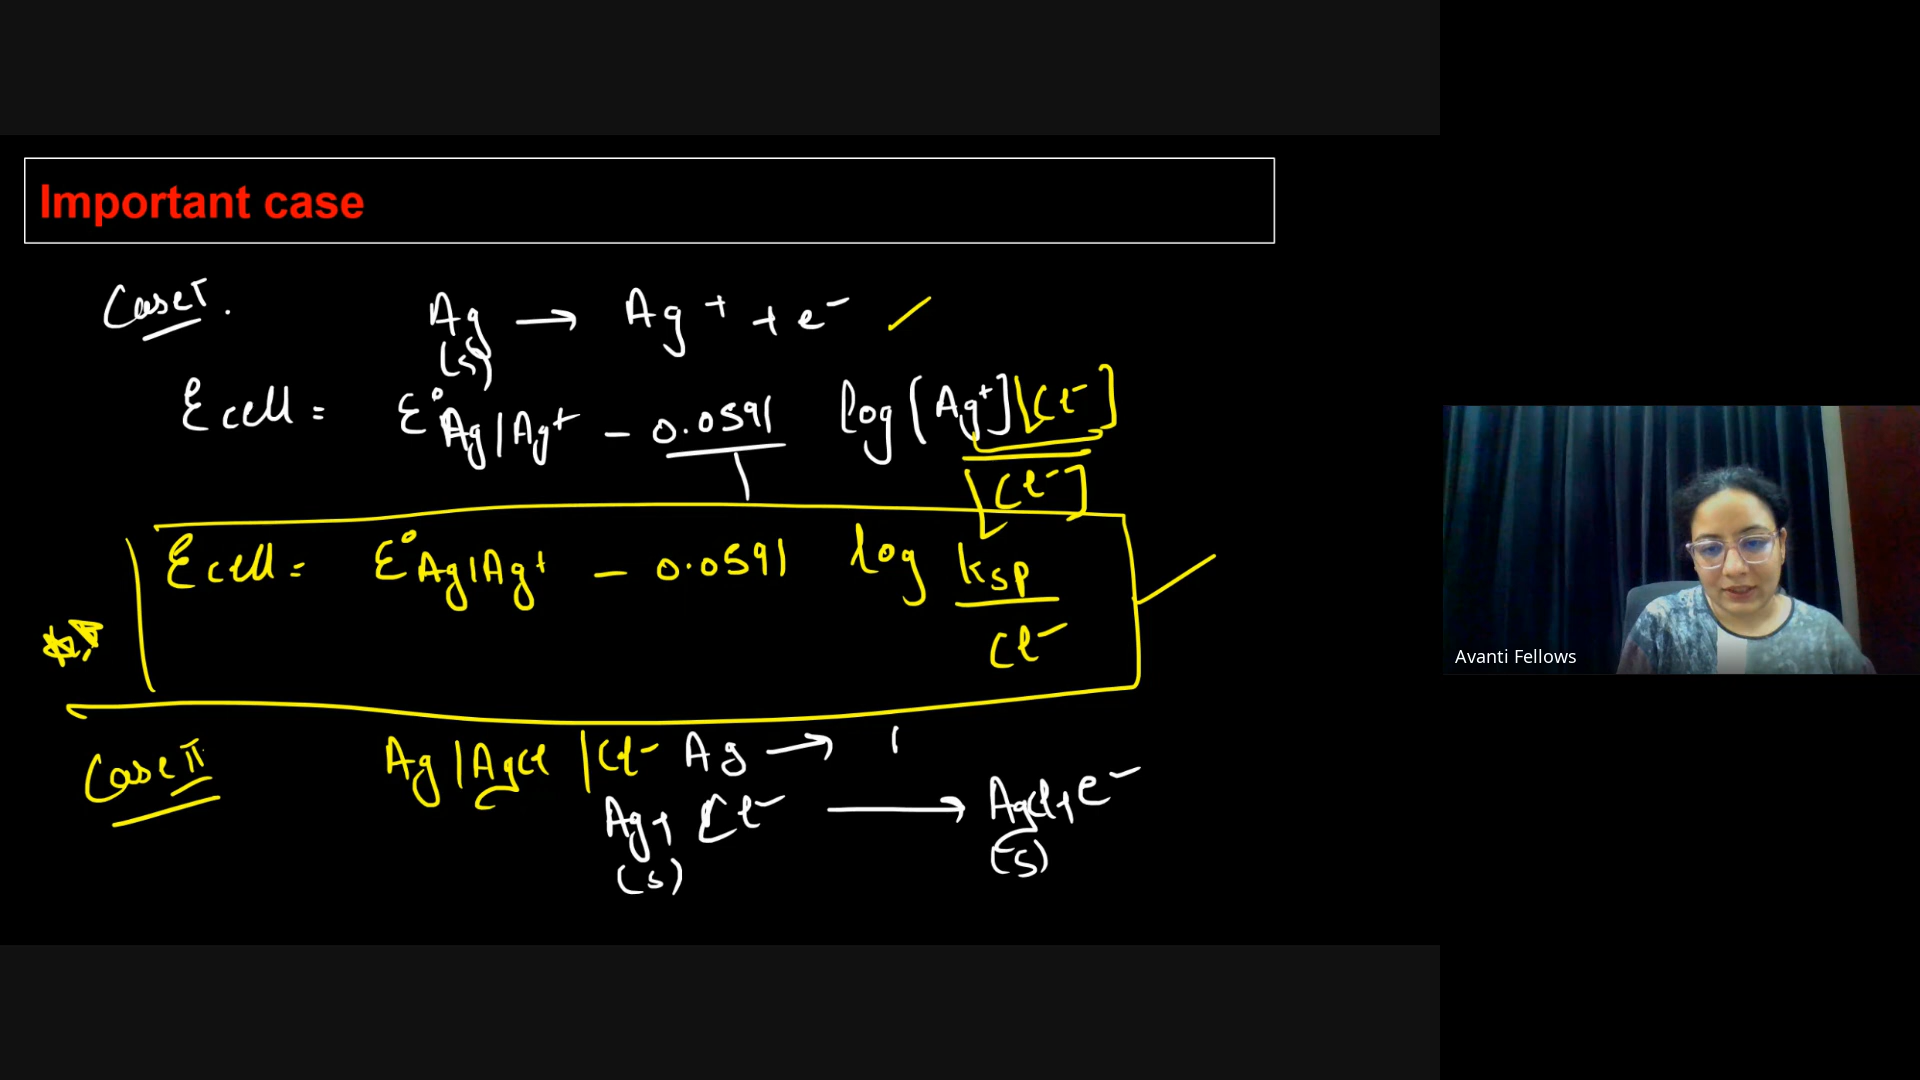 Important case
Case I.
Ag → Ag⁺ + e⁻
(s)
Ecell = E°Ag|Ag⁺ − 0.0591/1 log [Ag⁺][Cl⁻]/[Cl⁻]
Ecell = E°Ag|Ag⁺ − 0.0591 log ksp/Cl⁻
Case II Ag|AgCl|Cl⁻ Ag →
Ag + Cl⁻ → AgCl + e⁻
(s) (s)
Avanti Fellows